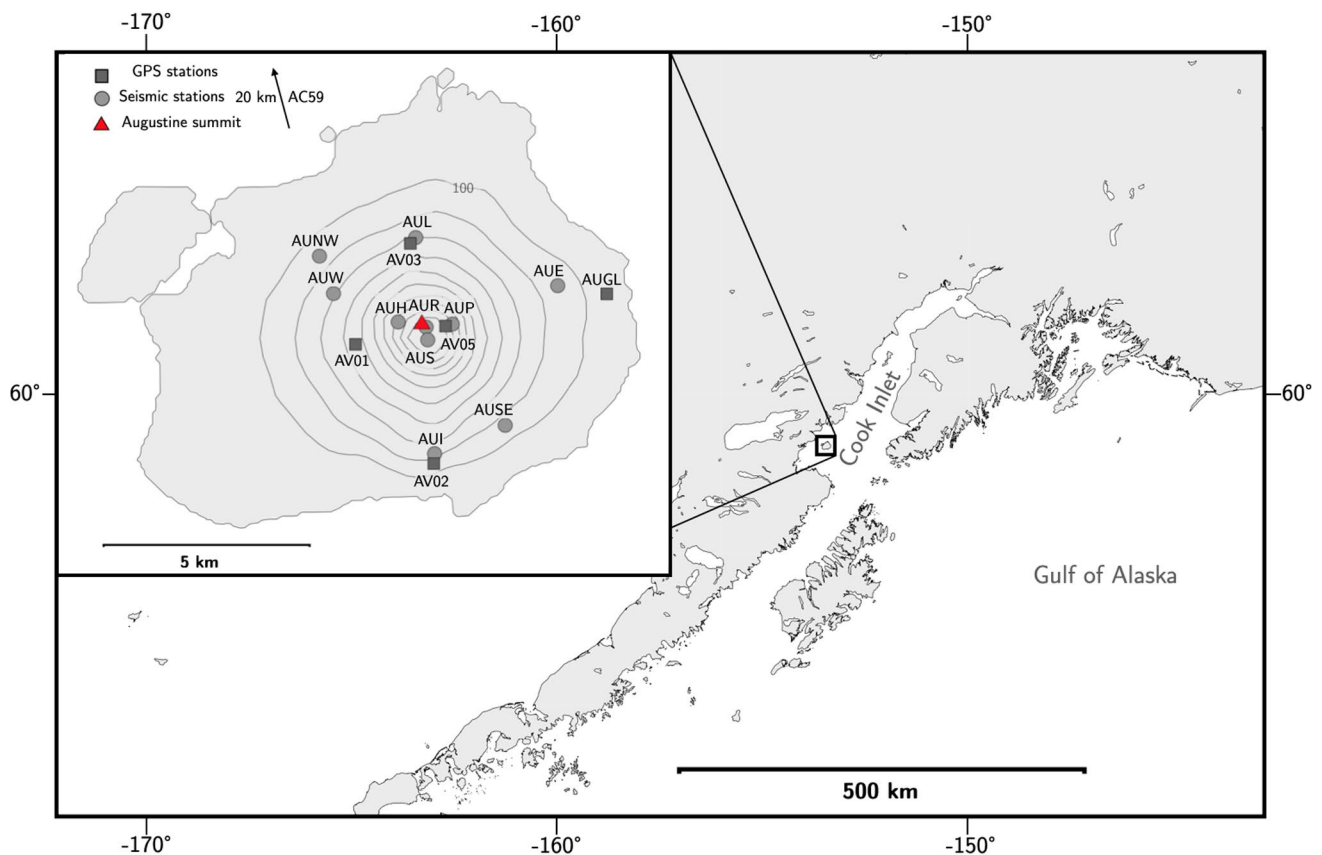 -170°
-160°
-150°
GPS stations
Seismic stations
20 km
AC59
Augustine summit
100
AUL
AUNW
AV03
AUW
AUE
AUGL
AUH
AUR
AUP
AUS
AV05
AV01
60°
60°
Cook Inlet
AUSE
AUI
AV02
5 km
Gulf of Alaska
500 km
-170°
-160°
-150°